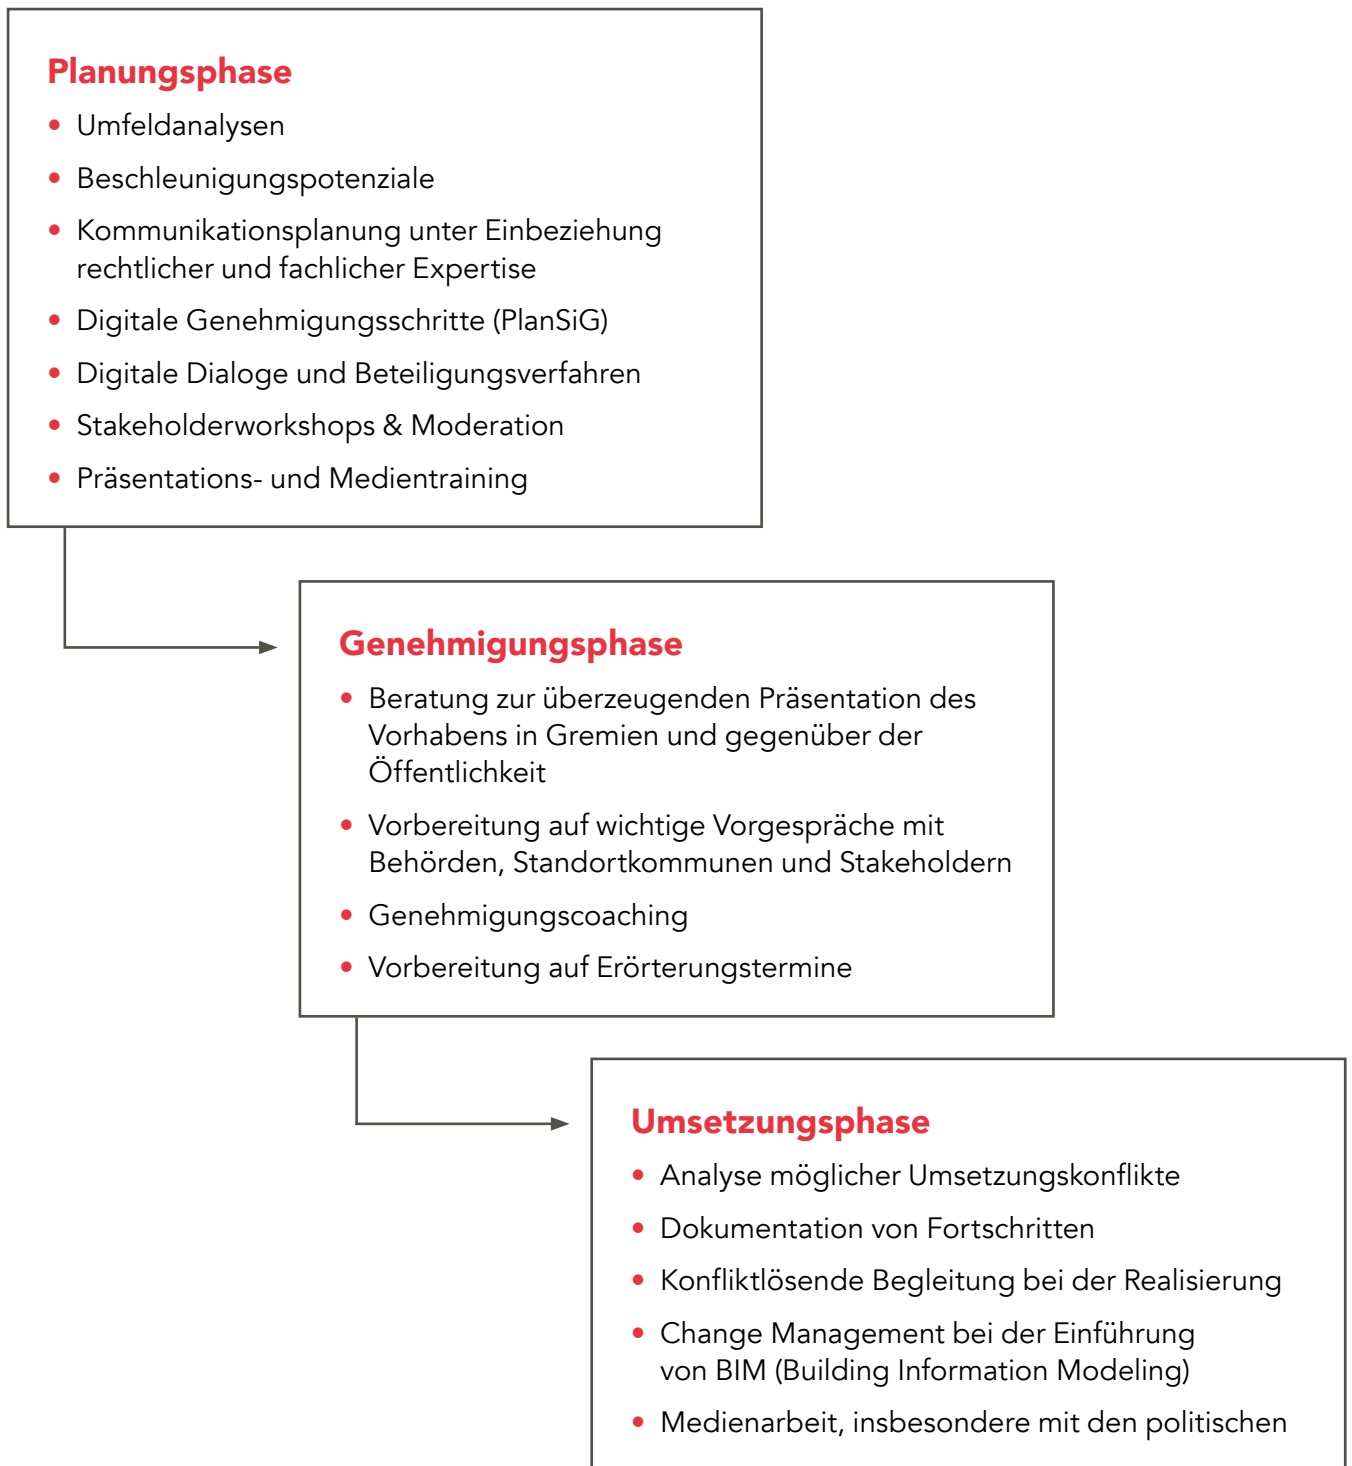 Planungsphase
• Umfeldanalysen
• Beschleunigungspotenziale
• Kommunikationsplanung unter Einbeziehung
rechtlicher und fachlicher Expertise
• Digitale Genehmigungsschritte (PlanSiG)
• Digitale Dialoge und Beteiligungsverfahren
• Stakeholderworkshops & Moderation
• Präsentations- und Medientraining
Genehmigungsphase
• Beratung zur überzeugenden Präsentation des
Vorhabens in Gremien und gegenüber der
Öffentlichkeit
• Vorbereitung auf wichtige Vorgespräche mit
Behörden, Standortkommunen und Stakeholdern
• Genehmigungscoaching
• Vorbereitung auf Erörterungstermine
Umsetzungsphase
• Analyse möglicher Umsetzungskonflikte
• Dokumentation von Fortschritten
• Konfliktlösende Begleitung bei der Realisierung
• Change Management bei der Einführung
von BIM (Building Information Modeling)
• Medienarbeit, insbesondere mit den politischen